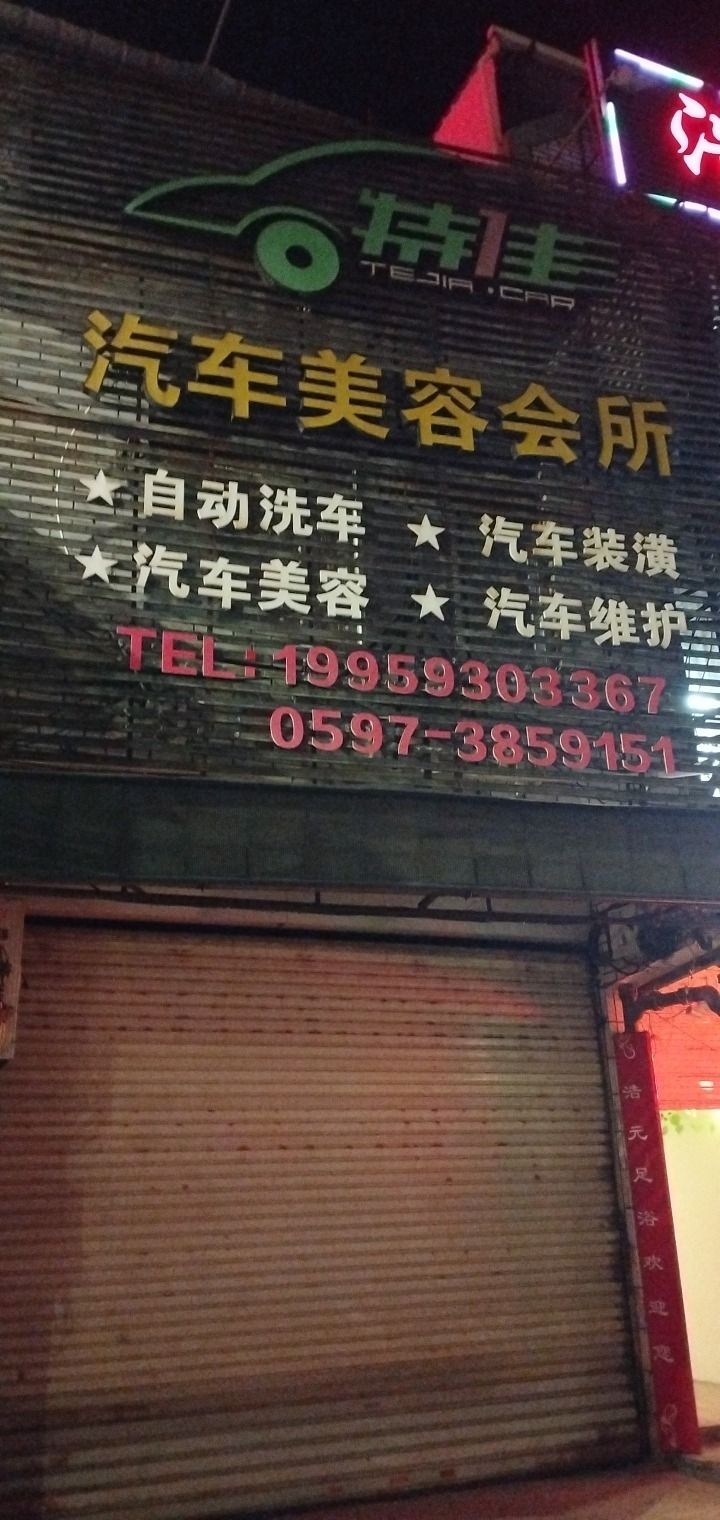 特佳
TEJIA·CAR
汽车美容会所
★自动洗车 ★ 汽车装潢
★汽车美容 ★ 汽车维护
TEL:19959303367
0597-3859151
浩元足浴欢迎您